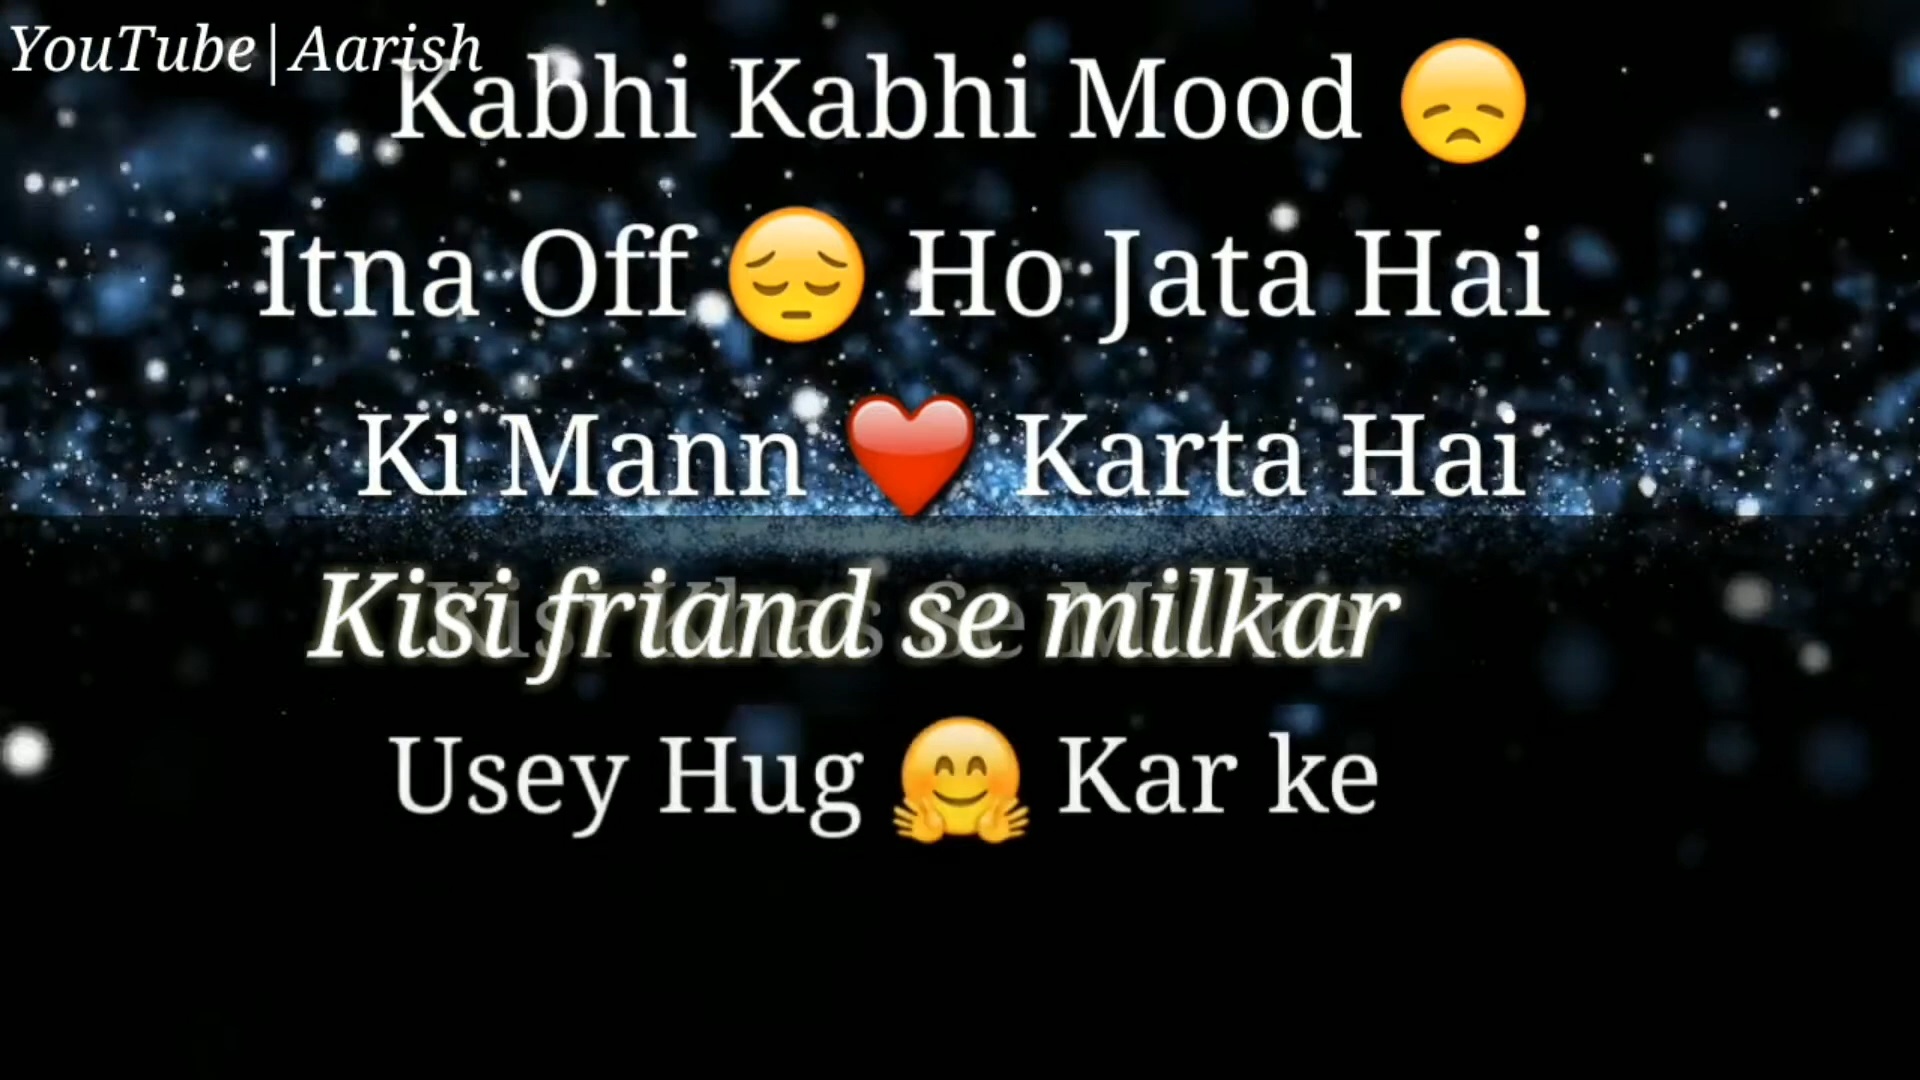 YouTube|Aarish
Kabhi Kabhi Mood 😞
Itna Off 😔 Ho Jata Hai
Ki Mann ❤️ Karta Hai
Kisi friand se milkar
Usey Hug 🤗 Kar ke